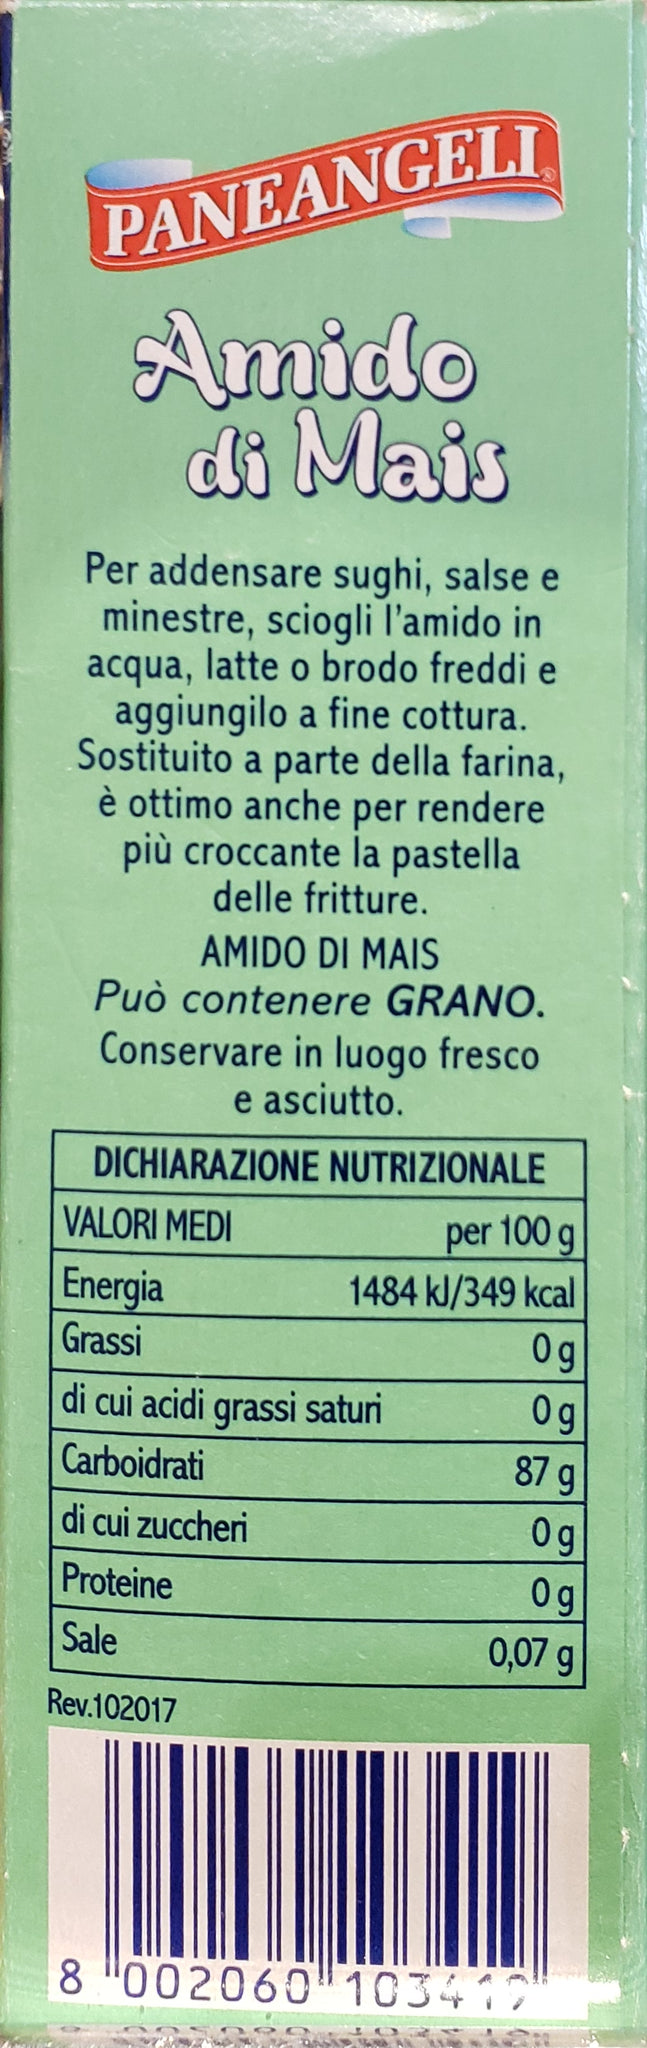 PANEANGELI®
Amido
di Mais
Per addensare sughi, salse e
minestre, sciogli l'amido in
acqua, latte o brodo freddi e
aggiungilo a fine cottura.
Sostituito a parte della farina,
è ottimo anche per rendere
più croccante la pastella
delle fritture.
AMIDO DI MAIS
Può contenere GRANO.
Conservare in luogo fresco
e asciutto.
DICHIARAZIONE NUTRIZIONALE
VALORI MEDI per 100 g
Energia 1484 kJ/349 kcal
Grassi 0 g
di cui acidi grassi saturi 0 g
Carboidrati 87 g
di cui zuccheri 0 g
Proteine 0 g
Sale 0,07 g
Rev.102017
8 002060 103419